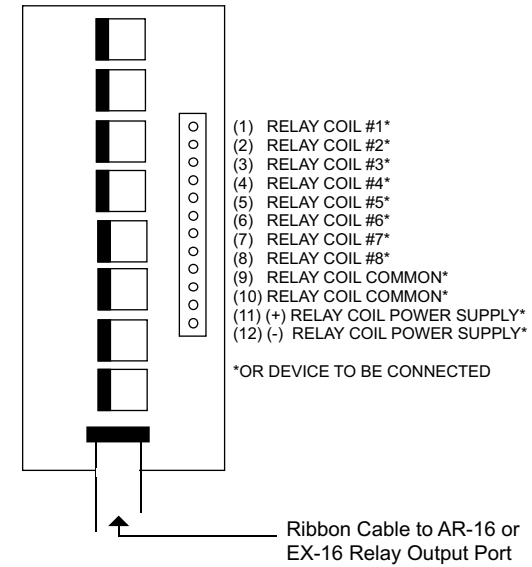 (1) RELAY COIL #1*
(2) RELAY COIL #2*
(3) RELAY COIL #3*
(4) RELAY COIL #4*
(5) RELAY COIL #5*
(6) RELAY COIL #6*
(7) RELAY COIL #7*
(8) RELAY COIL #8*
(9) RELAY COIL COMMON*
(10) RELAY COIL COMMON*
(11) (+) RELAY COIL POWER SUPPLY*
(12) (-) RELAY COIL POWER SUPPLY*
*OR DEVICE TO BE CONNECTED
Ribbon Cable to AR-16 or
EX-16 Relay Output Port